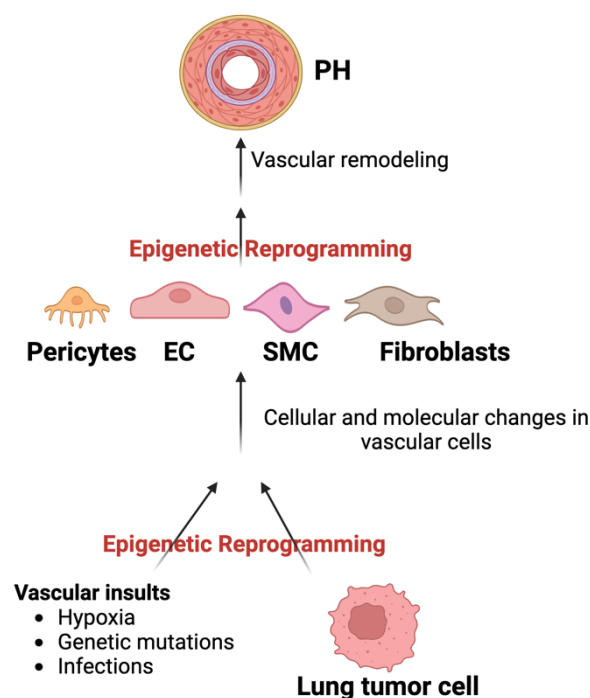 PH
Vascular remodeling
Epigenetic Reprogramming
Pericytes EC SMC Fibroblasts
Cellular and molecular changes in
vascular cells
Epigenetic Reprogramming
Vascular insults
• Hypoxia
• Genetic mutations
• Infections
Lung tumor cell